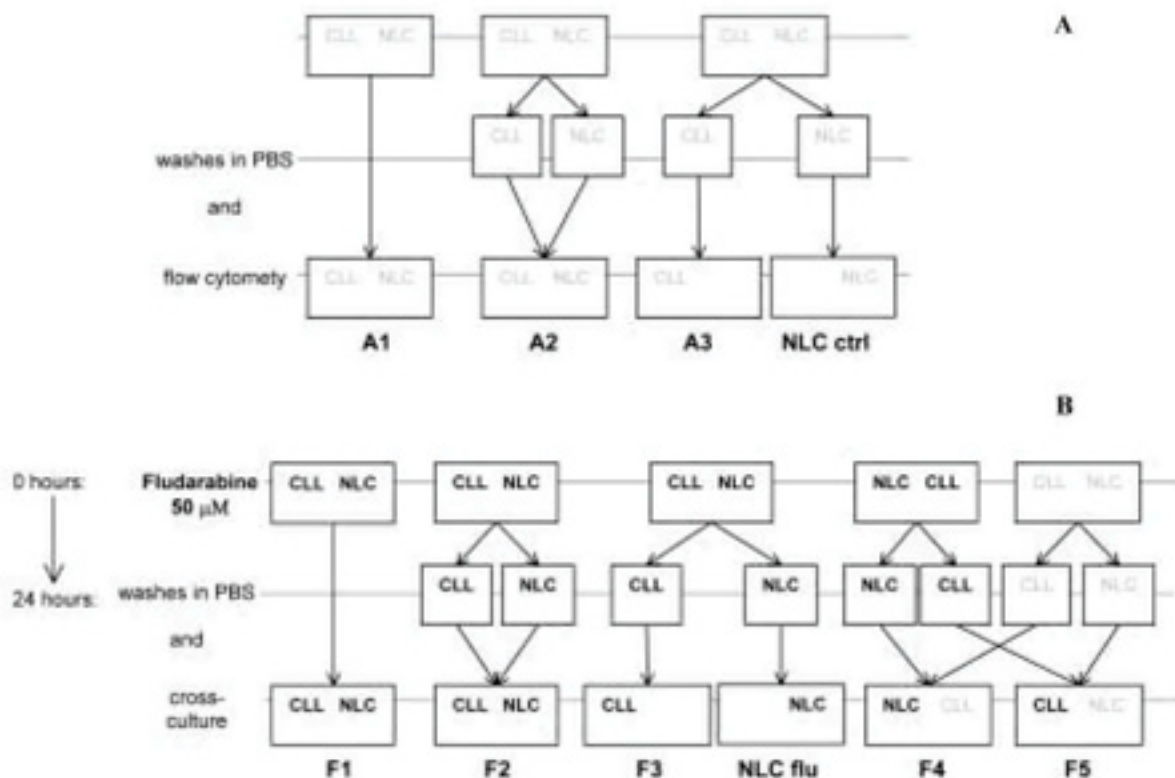 A
CLL NLC CLL NLC CLL NLC
CLL NLC CLL NLC
washes in PBS
and
flow cytomety
CLL NLC CLL NLC CLL NLC
A1 A2 A3 NLC ctrl
B
0 hours: Fludarabine CLL NLC CLL NLC CLL NLC NLC CLL CLL NLC
50 µM
24 hours: washes in PBS CLL NLC CLL NLC NLC CLL CLL NLC
and
cross-
culture
CLL NLC CLL NLC CLL NLC NLC CLL CLL NLC
F1 F2 F3 NLC flu F4 F5